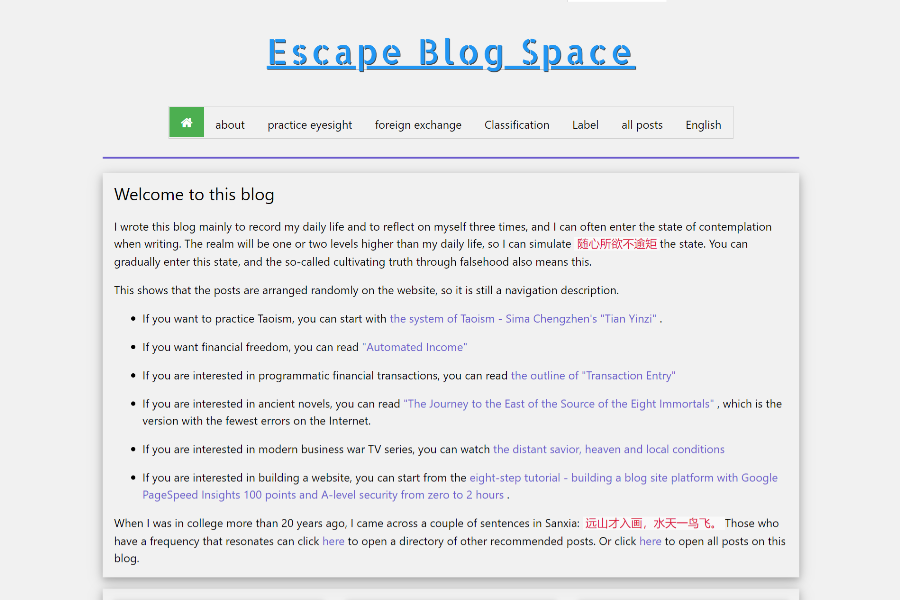 Escape Blog Space
about practice eyesight foreign exchange Classification Label all posts English
Welcome to this blog
I wrote this blog mainly to record my daily life and to reflect on myself three times, and I can often enter the state of contemplation
when writing. The realm will be one or two levels higher than my daily life, so I can simulate 随心所欲不逾矩 the state. You can
gradually enter this state, and the so-called cultivating truth through falsehood also means this.
This shows that the posts are arranged randomly on the website, so it is still a navigation description.
• If you want to practice Taoism, you can start with the system of Taoism - Sima Chengzhen's "Tian Yinzi" .
• If you want financial freedom, you can read "Automated Income"
• If you are interested in programmatic financial transactions, you can read the outline of "Transaction Entry"
• If you are interested in ancient novels, you can read "The Journey to the East of the Source of the Eight Immortals" , which is the
version with the fewest errors on the Internet.
• If you are interested in modern business war TV series, you can watch the distant savior, heaven and local conditions
• If you are interested in building a website, you can start from the eight-step tutorial - building a blog site platform with Google
PageSpeed Insights 100 points and A-level security from zero to 2 hours .
When I was in college more than 20 years ago, I came across a couple of sentences in Sanxia: 远山才入画，水天一鸟飞。 Those who
have a frequency that resonates can click here to open a directory of other recommended posts. Or click here to open all posts on this
blog.